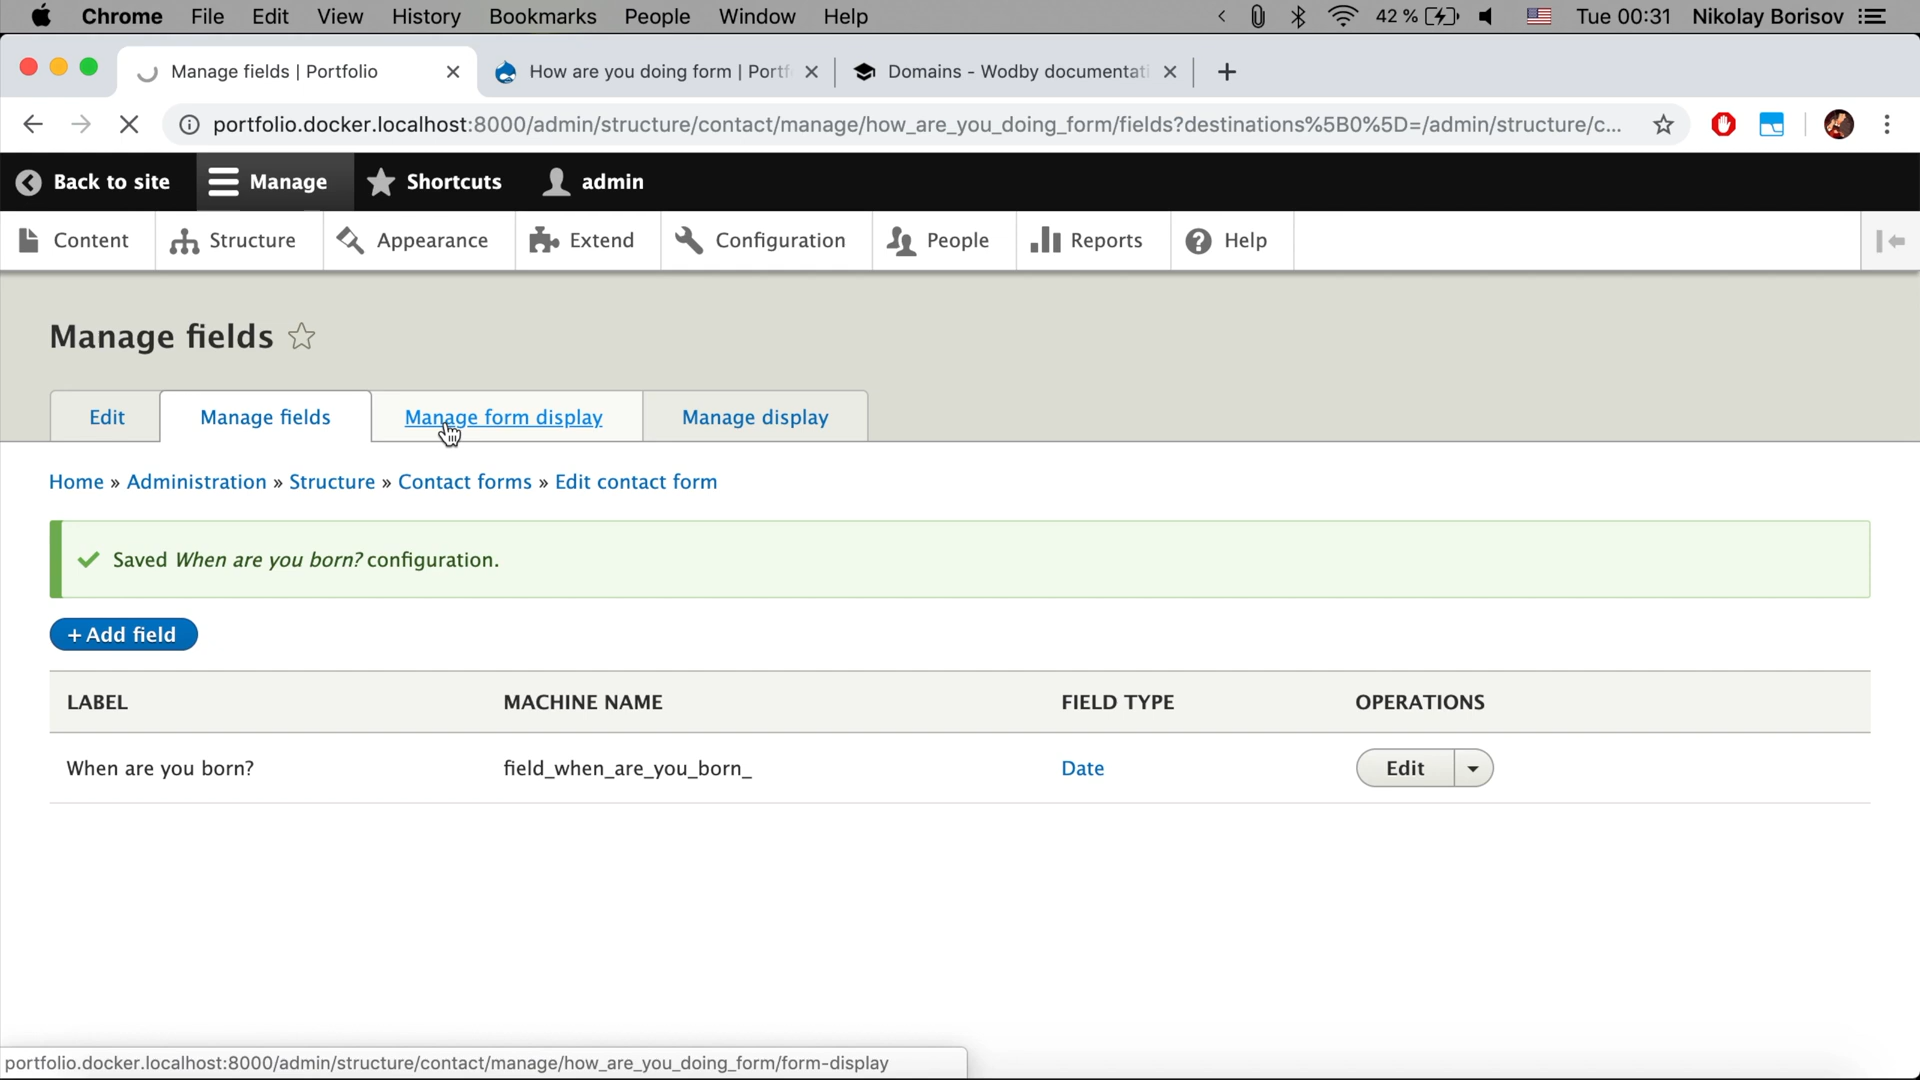 Chrome File Edit View History Bookmarks People Window Help 42 % Tue 00:31 Nikolay Borisov
Manage fields | Portfolio How are you doing form | Portf Domains - Wodby documentati
portfolio.docker.localhost:8000/admin/structure/contact/manage/how_are_you_doing_form/fields?destinations%5B0%5D=/admin/structure/c...
Back to site Manage Shortcuts admin
Content Structure Appearance Extend Configuration People Reports Help
Manage fields
Edit Manage fields Manage form display Manage display
Home » Administration » Structure » Contact forms » Edit contact form
Saved When are you born? configuration.
+ Add field
LABEL MACHINE NAME FIELD TYPE OPERATIONS
When are you born? field_when_are_you_born_ Date Edit
portfolio.docker.localhost:8000/admin/structure/contact/manage/how_are_you_doing_form/form-display